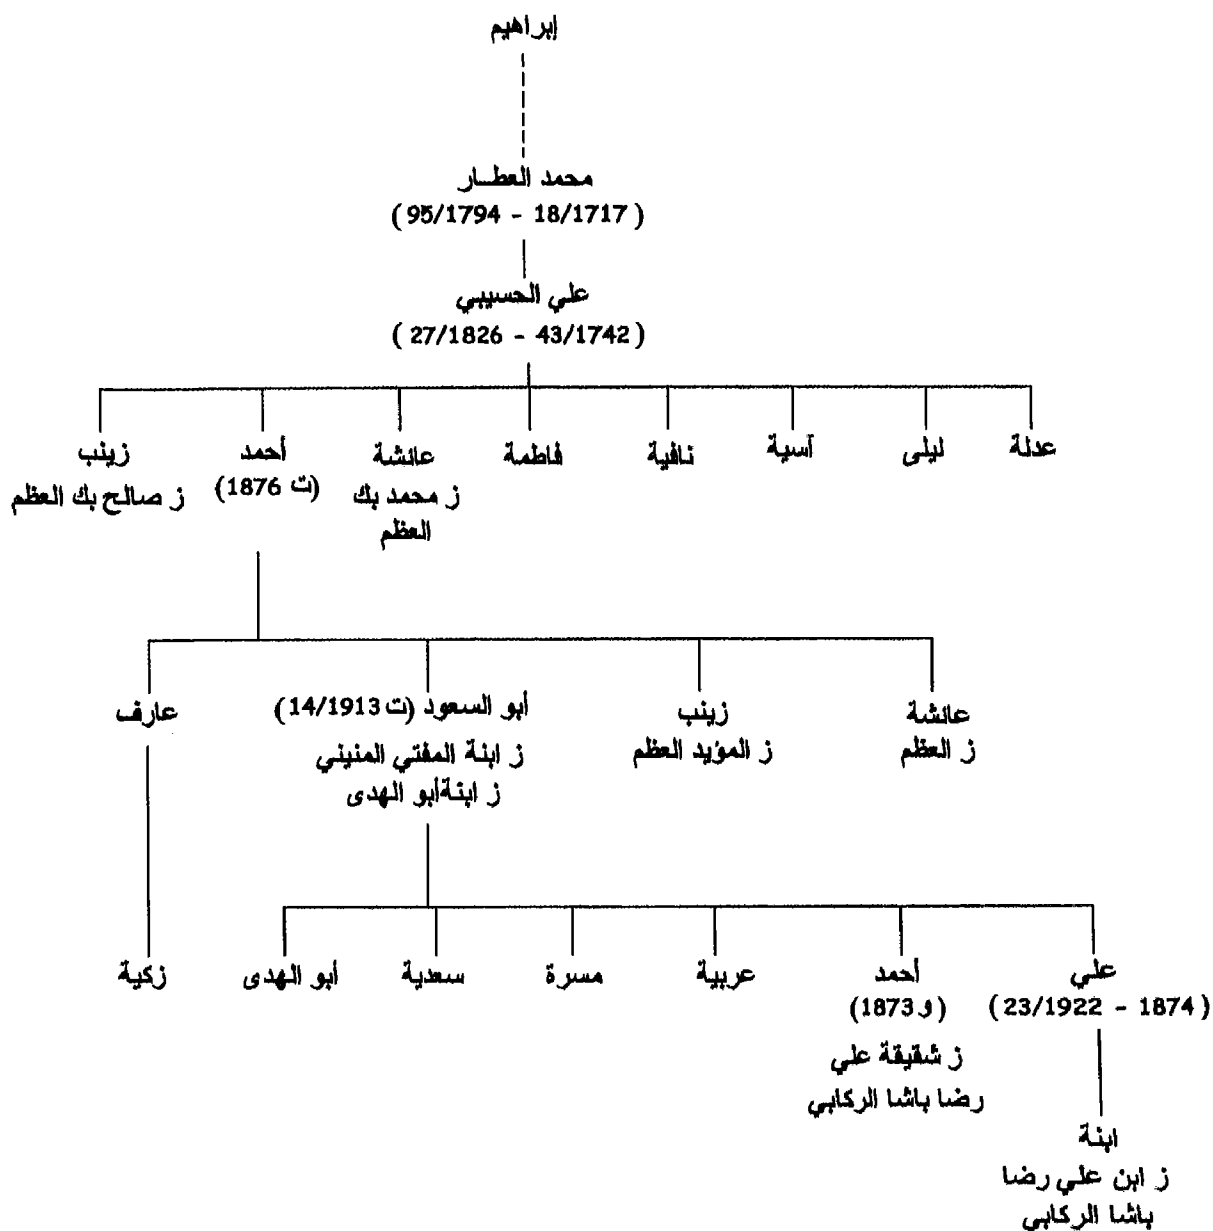 إبراهيم
محمد العطار
(18/1717 - 95/1794)
علي الحسيبي
(43/1742 - 27/1826)
عدلة
ليلى
آسية
نافية
فاطمة
عائشة
ز محمد بك
العظم
أحمد
(ت 1876)
زينب
ز صالح بك العظم
عائشة
ز العظم
زينب
ز المؤيد العظم
أبو السعود (ت 14/1913)
ز ابنة المفتي المنيني
ز ابنة أبو الهدى
عارف
علي
(1874 - 23/1922)
أحمد
(و 1873)
ز شقيقة علي
رضا باشا الركابي
عربية
مسرة
سعدية
أبو الهدى
زكية
ابنة
ز ابن علي رضا
باشا الركابي